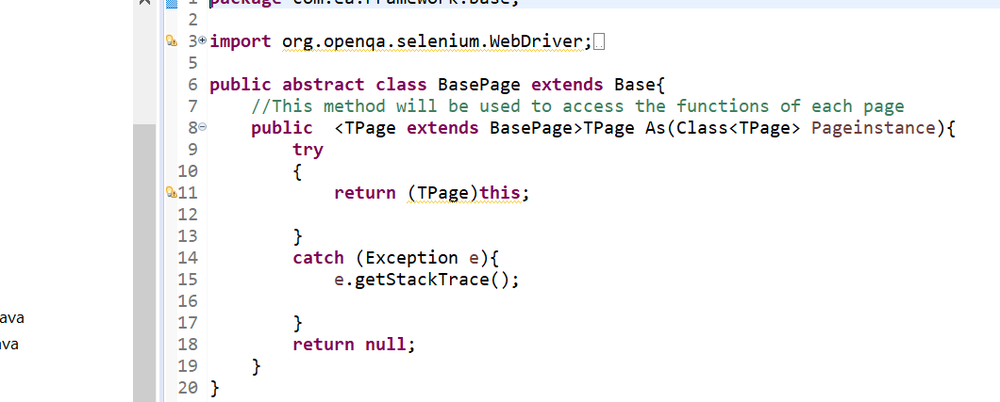 1 package com.ea.framework.base;
2
3 import org.openqa.selenium.WebDriver;
5
6 public abstract class BasePage extends Base{
7 //This method will be used to access the functions of each page
8 public  <TPage extends BasePage>TPage As(Class<TPage> Pageinstance){
9 try
10 {
11 return (TPage)this;
12
13 }
14 catch (Exception e){
15 e.getStackTrace();
16
ava
17 }
va
18 return null;
19 }
20 }